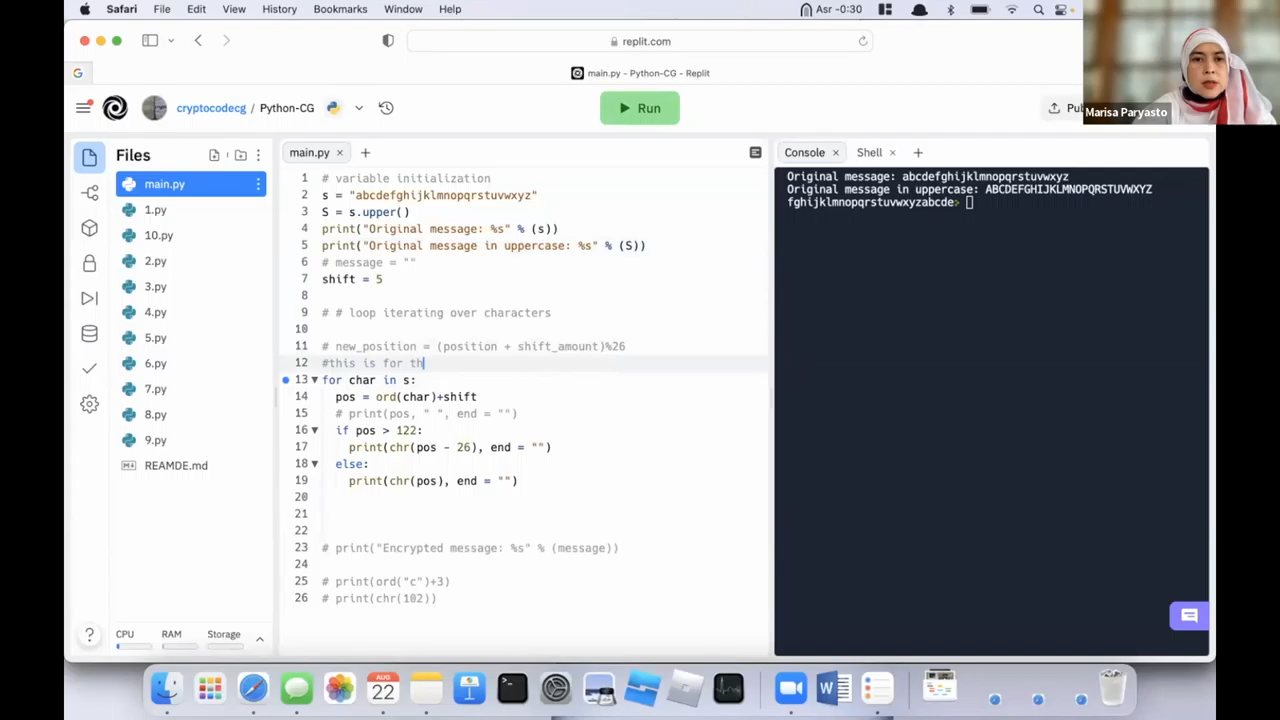 Safari File Edit View History Bookmarks Window Help
Asr -0:30
replit.com
main.py - Python-CG - Replit
cryptocodecg / Python-CG
Run
Marisa Paryasto
Files
main.py
1.py
10.py
2.py
3.py
4.py
5.py
6.py
7.py
8.py
9.py
REAMDE.md
CPU RAM Storage
main.py
1 # variable initialization
2 s = "abcdefghijklmnopqrstuvwxyz"
3 S = s.upper()
4 print("Original message: %s" % (s))
5 print("Original message in uppercase: %s" % (S))
6 # message = ""
7 shift = 5
8
9 # # loop iterating over characters
10
11 # new_position = (position + shift_amount)%26
12 #this is for th
13 for char in s:
14 pos = ord(char)+shift
15 # print(pos, " ", end = "")
16 if pos > 122:
17 print(chr(pos - 26), end = "")
18 else:
19 print(chr(pos), end = "")
20
21
22
23 # print("Encrypted message: %s" % (message))
24
25 # print(ord("c")+3)
26 # print(chr(102))
Console Shell
Original message: abcdefghijklmnopqrstuvwxyz
Original message in uppercase: ABCDEFGHIJKLMNOPQRSTUVWXYZ
fghijklmnopqrstuvwxyzabcde>
AUG
22